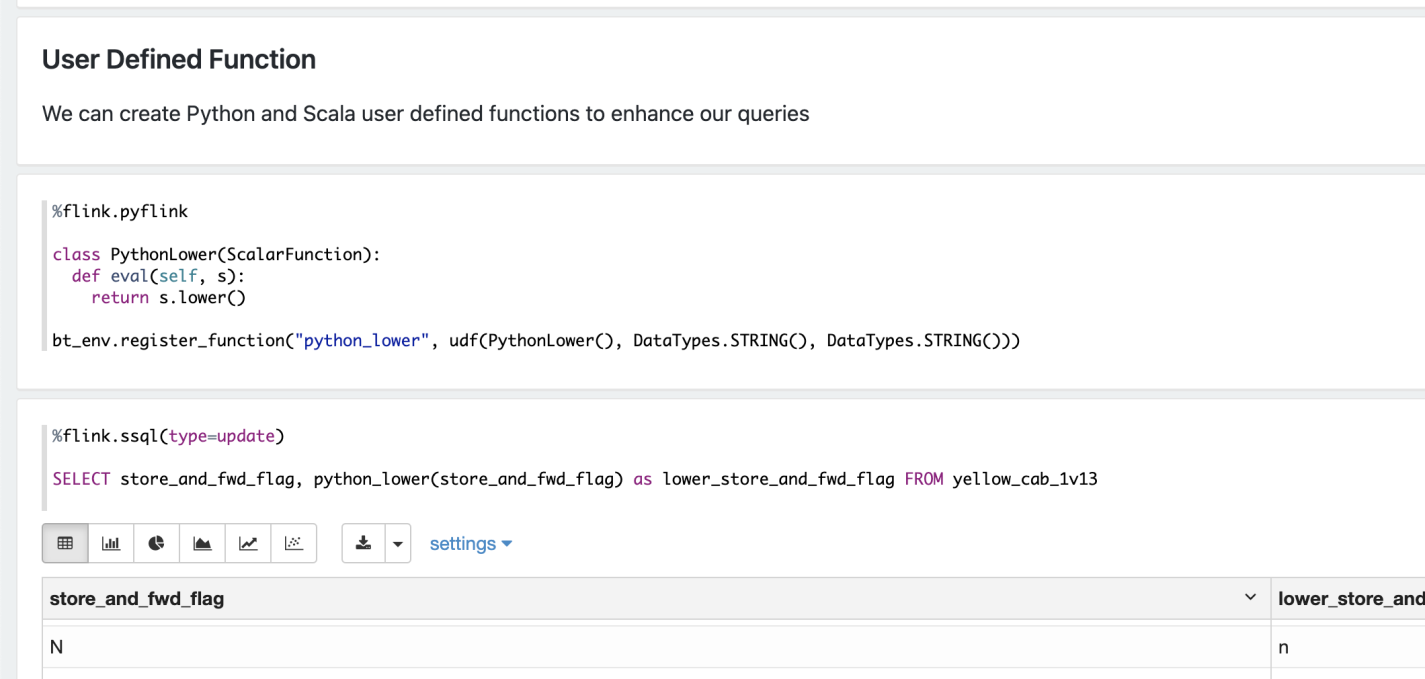 User Defined Function
We can create Python and Scala user defined functions to enhance our queries
%flink.pyflink
class PythonLower(ScalarFunction):
  def eval(self, s):
    return s.lower()
bt_env.register_function("python_lower", udf(PythonLower(), DataTypes.STRING(), DataTypes.STRING()))
%flink.ssql(type=update)
SELECT store_and_fwd_flag, python_lower(store_and_fwd_flag) as lower_store_and_fwd_flag FROM yellow_cab_1v13
settings
store_and_fwd_flag lower_store_and
N n